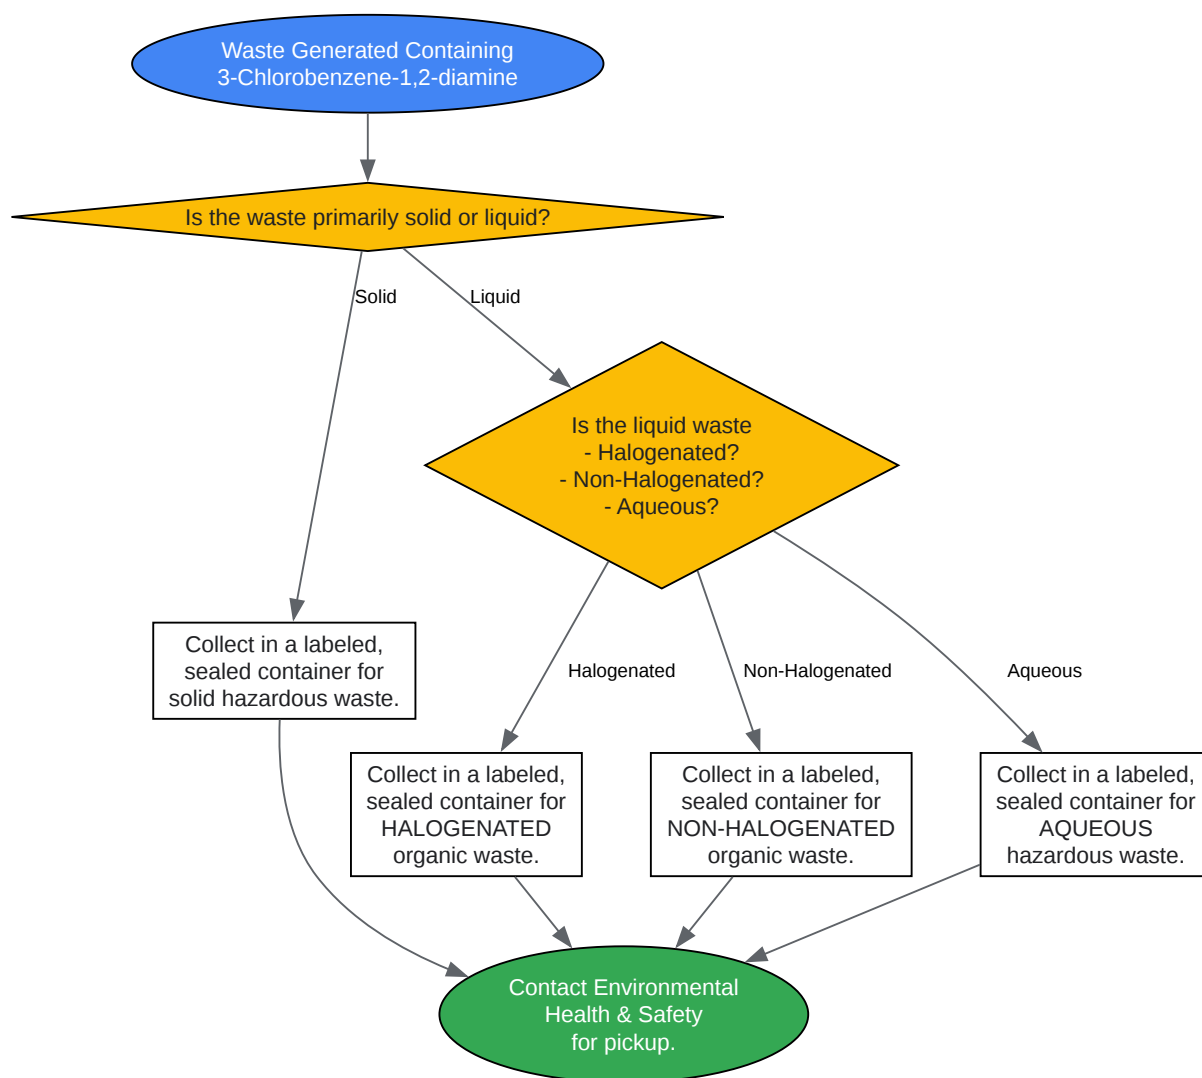 Waste Generated Containing
3-Chlorobenzene-1,2-diamine
Is the waste primarily solid or liquid?
Solid
Liquid
Is the liquid waste
- Halogenated?
- Non-Halogenated?
- Aqueous?
Collect in a labeled,
sealed container for
solid hazardous waste.
Halogenated
Non-Halogenated
Aqueous
Collect in a labeled,
sealed container for
HALOGENATED
organic waste.
Collect in a labeled,
sealed container for
NON-HALOGENATED
organic waste.
Collect in a labeled,
sealed container for
AQUEOUS
hazardous waste.
Contact Environmental
Health & Safety
for pickup.